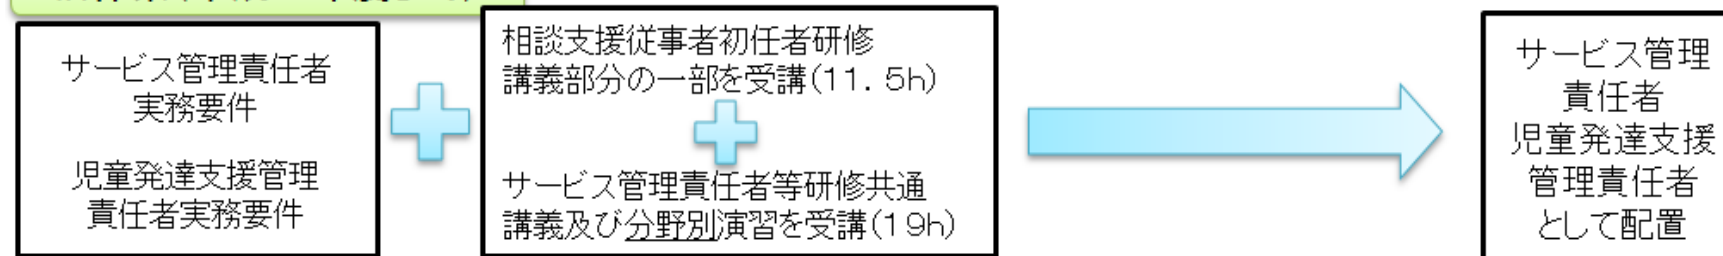 サービス管理責任者
実務要件
児童発達支援管理
責任者実務要件
相談支援従事者初任者研修
講義部分の一部を受講(11.5h)
サービス管理責任者等研修共通
講義及び分野別演習を受講(19h)
サービス管理
責任者
児童発達支援
管理責任者
として配置